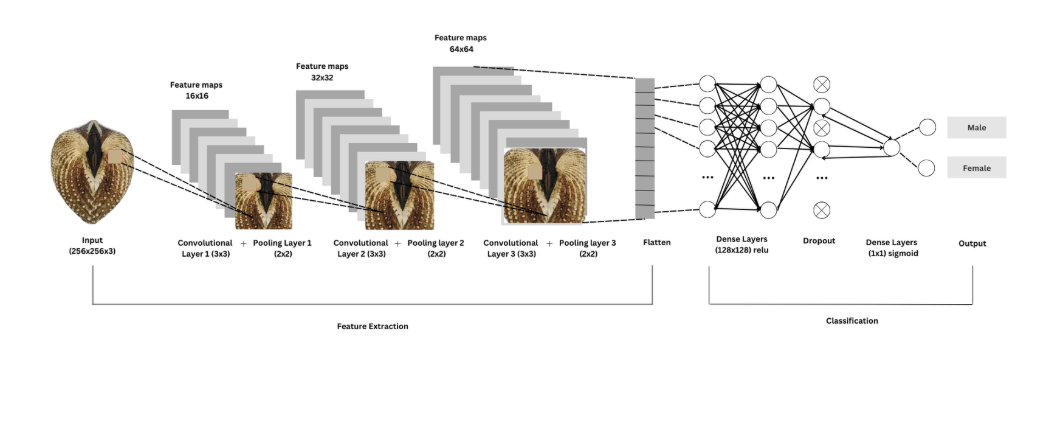 Feature maps
64x64
Feature maps
32x32
Feature maps
16x16
Male
Female
Input
(256x256x3)
Convolutional
Layer 1 (3x3)
+
Pooling Layer 1
(2x2)
Convolutional
Layer 2 (3x3)
+
Pooling layer 2
(2x2)
Convolutional
Layer 3 (3x3)
+
Pooling layer 3
(2x2)
Flatten
Dense Layers
(128x128) relu
Dropout
Dense Layers
(1x1) sigmoid
Output
Feature Extraction
Classification